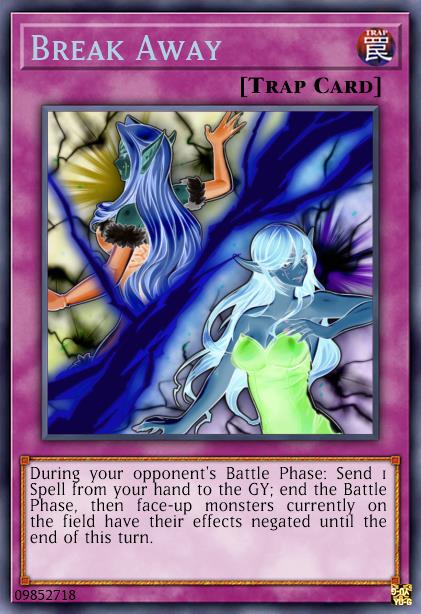 Break Away
TRAP
罠
[Trap Card]
During your opponent's Battle Phase: Send 1
Spell from your hand to the GY; end the Battle
Phase, then face-up monsters currently on
the field have their effects negated until the
end of this turn.
09852718